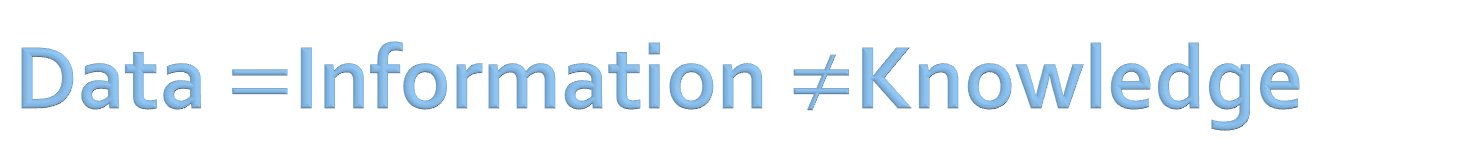 Data =Information ≠Knowledge